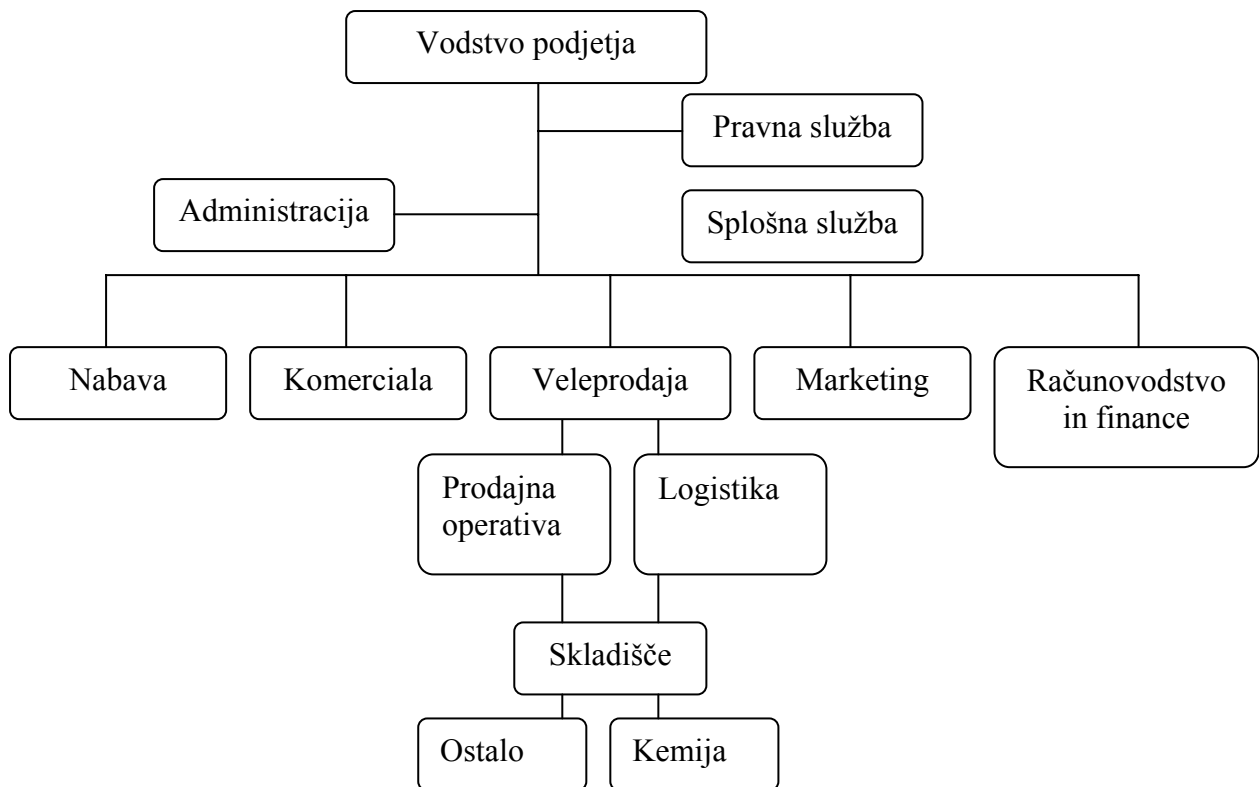 Vodstvo podjetja
Pravna služba
Administracija
Splošna služba
Nabava
Komerciala
Veleprodaja
Marketing
Računovodstvo
in finance
Prodajna
operativa
Logistika
Skladišče
Ostalo
Kemija